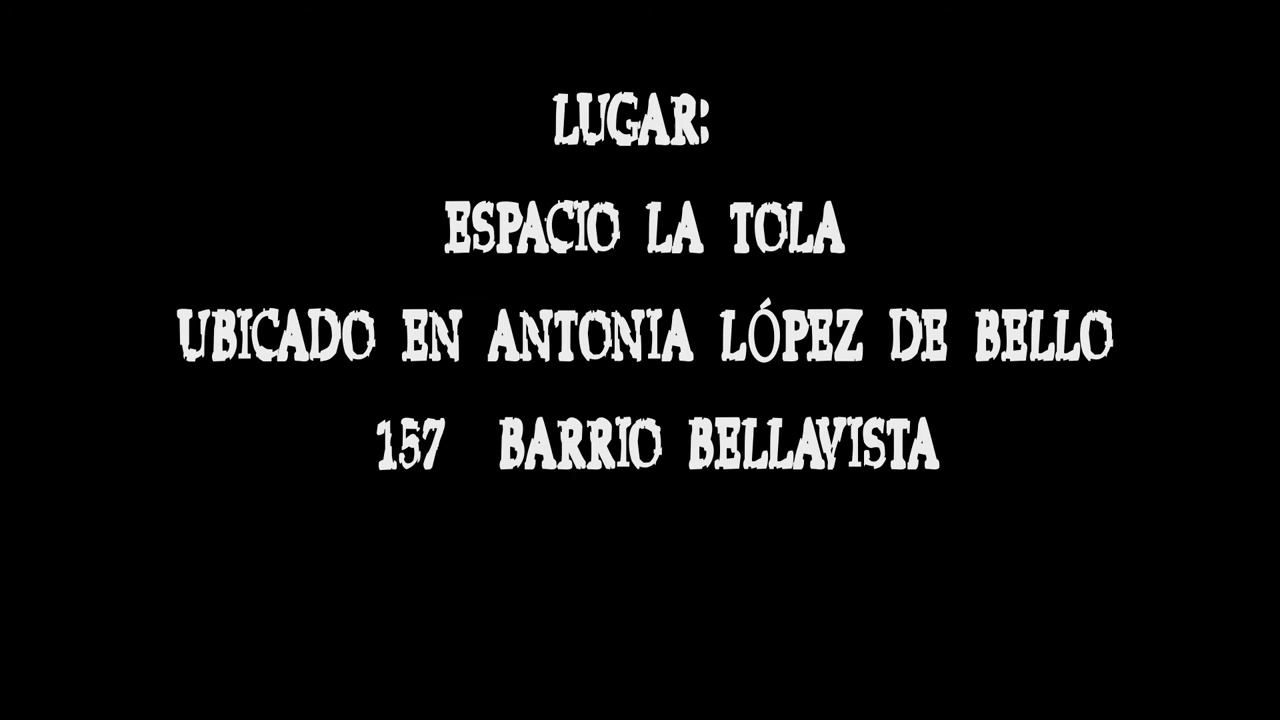 LUGAR:
ESPACIO LA TOLA
UBICADO EN ANTONIA LÓPEZ DE BELLO
157 BARRIO BELLAVISTA